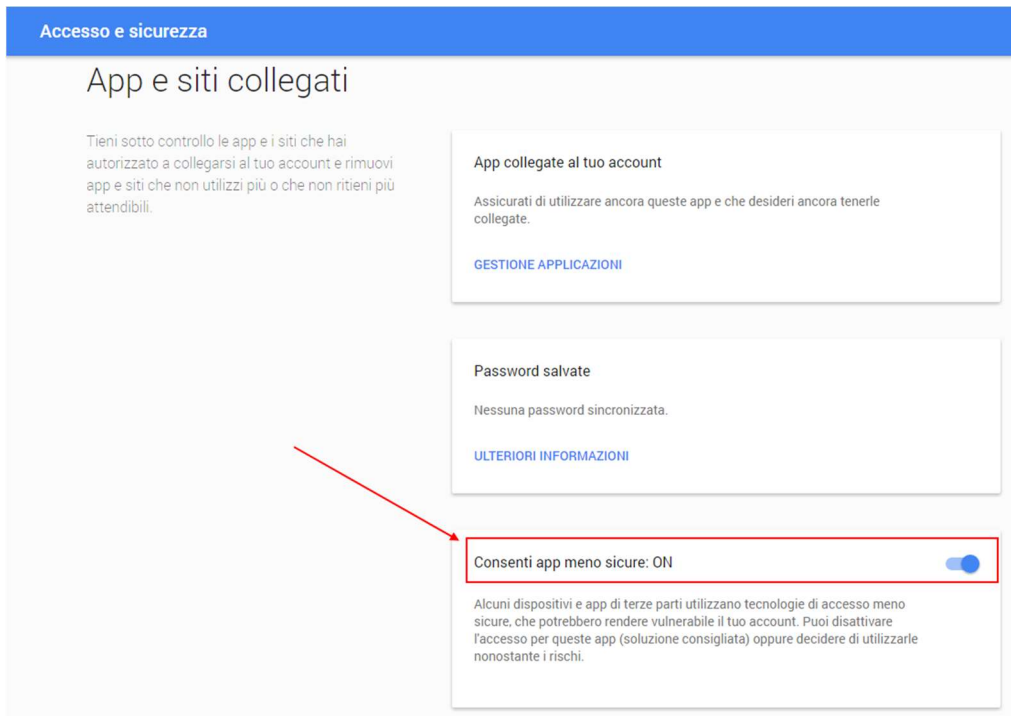 Accesso e sicurezza
App e siti collegati
Tieni sotto controllo le app e i siti che hai
autorizzato a collegarsi al tuo account e rimuovi
app e siti che non utilizzi più o che non ritieni più
attendibili.
App collegate al tuo account
Assicurati di utilizzare ancora queste app e che desideri ancora tenerle
collegate.
GESTIONE APPLICAZIONI
Password salvate
Nessuna password sincronizzata.
ULTERIORI INFORMAZIONI
Consenti app meno sicure: ON
Alcuni dispositivi e app di terze parti utilizzano tecnologie di accesso meno
sicure, che potrebbero rendere vulnerabile il tuo account. Puoi disattivare
l'accesso per queste app (soluzione consigliata) oppure decidere di utilizzarle
nonostante i rischi.